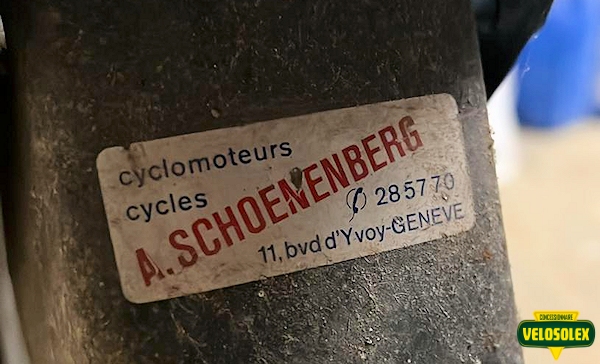 cyclomoteurs
cycles
A. SCHOENENBERG
285770
11, bvd d'Yvoy-GENEVE
CONCESSIONNAIRE
VELOSOLEX